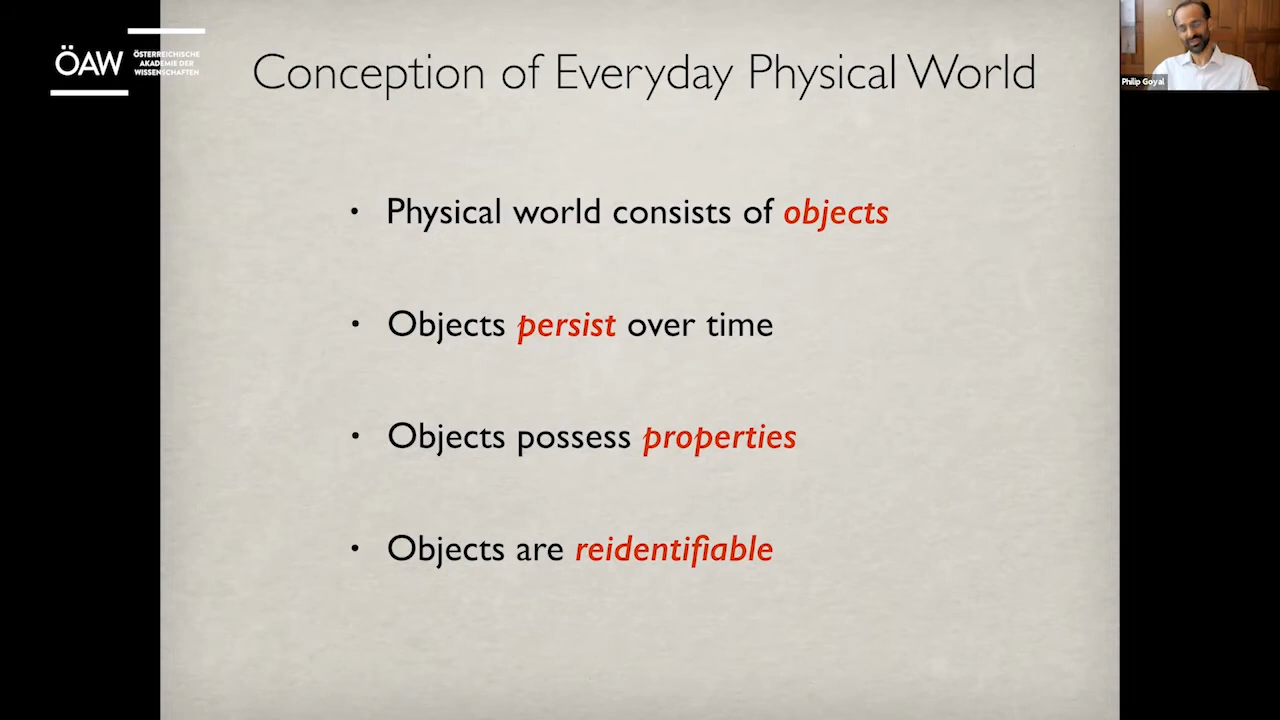 ÖAW
ÖSTERREICHISCHE
AKADEMIE DER
WISSENSCHAFTEN
Conception of Everyday Physical World
Philip Goyal
• Physical world consists of objects
• Objects persist over time
• Objects possess properties
• Objects are reidentifiable